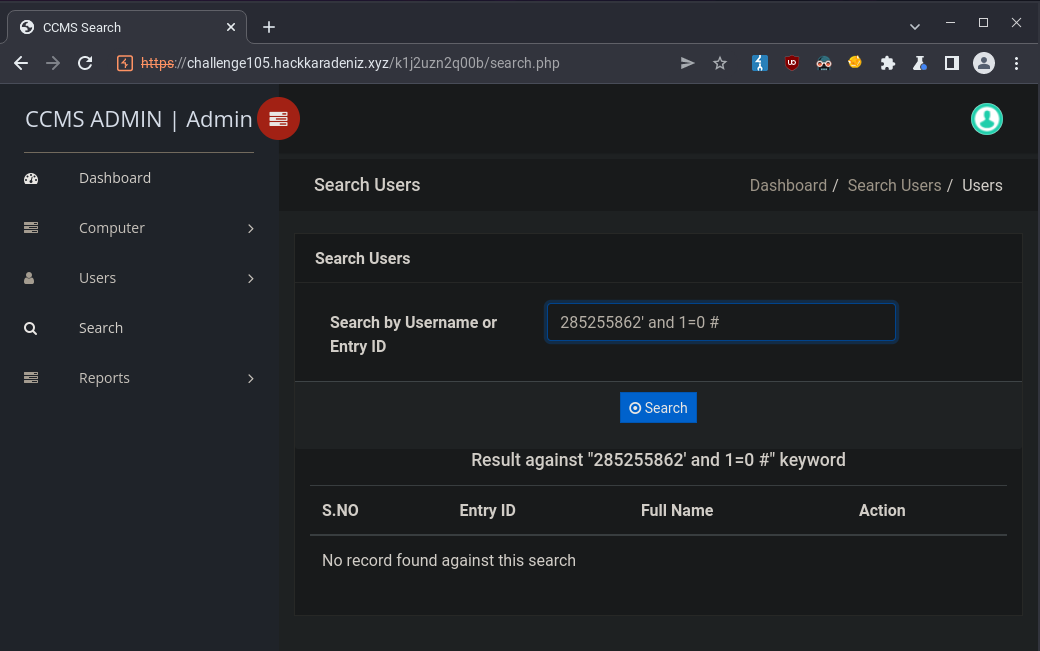 CCMS Search
https://challenge105.hackkaradeniz.xyz/k1j2uzn2q00b/search.php
CCMS ADMIN | Admin
Dashboard
Computer
Users
Search
Reports
Search Users
Dashboard / Search Users / Users
Search Users
Search by Username or
Entry ID
285255862' and 1=0 #
Search
Result against "285255862' and 1=0 #" keyword
S.NO Entry ID Full Name Action
No record found against this search